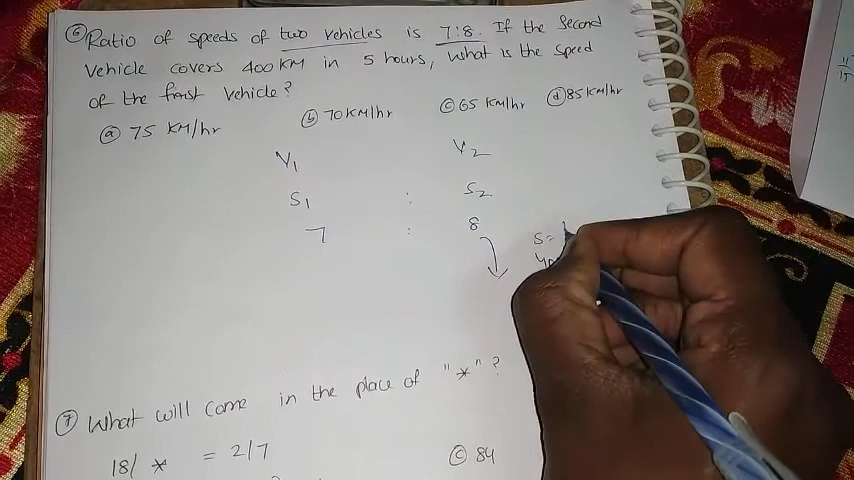 ⑥ Ratio of speeds of two vehicles is 7:8. If the Second
Vehicle covers 400 KM in 5 hours, What is the Speed
of the first vehicle?
ⓐ 75 KM/hr ⓑ 70 KM/hr ⓒ 65 KM/hr ⓓ 85 KM/hr
V1 V2
S1 : S2
7 : 8
S=
⑦ What will come in the place of "*"?
18/ * = 2/7
ⓒ 84